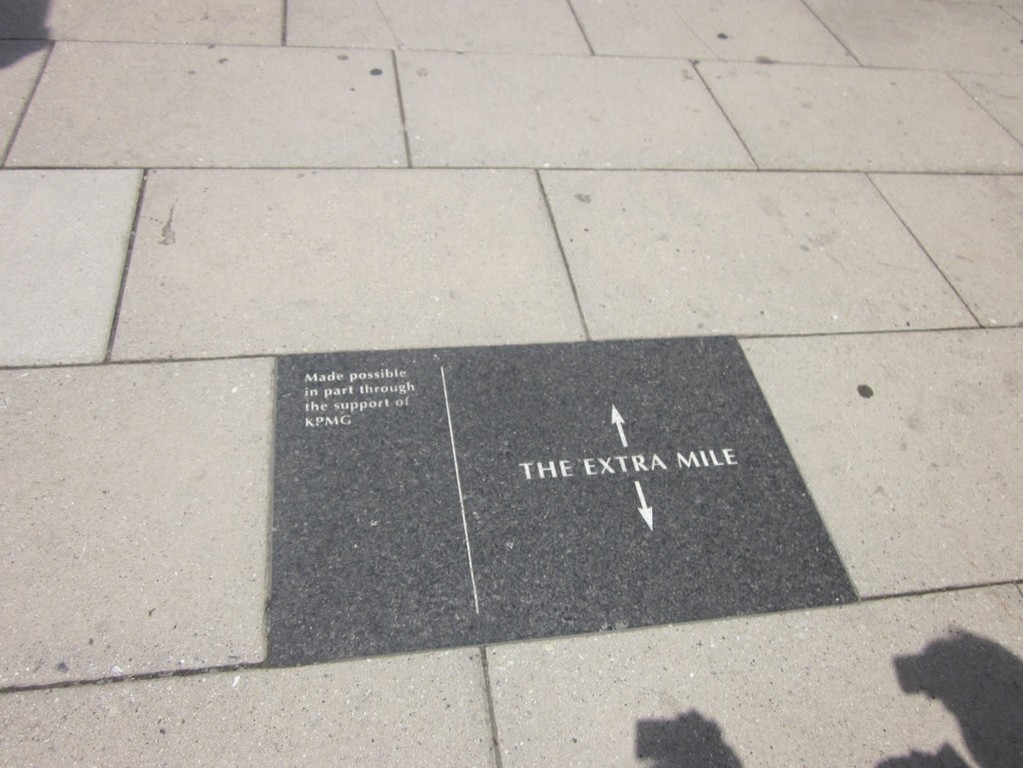 Made possible
in part through
the support of
KPMG
THE EXTRA MILE